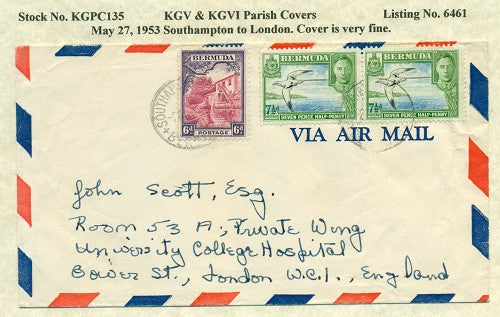 Stock No. KGPC135 KGV & KGVI Parish Covers Listing No. 6461
May 27, 1953 Southampton to London. Cover is very fine.
BERMUDA
6d POSTAGE 6d
BERMUDA
7½d
SEVEN PENCE HALF-PENNY
BERMUDA
7½d
SEVEN PENCE HALF-PENNY
VIA AIR MAIL
John Scott, Esq.
Room 53 A, Private Wing
University College Hospital
Gower St., London W.C.1., England